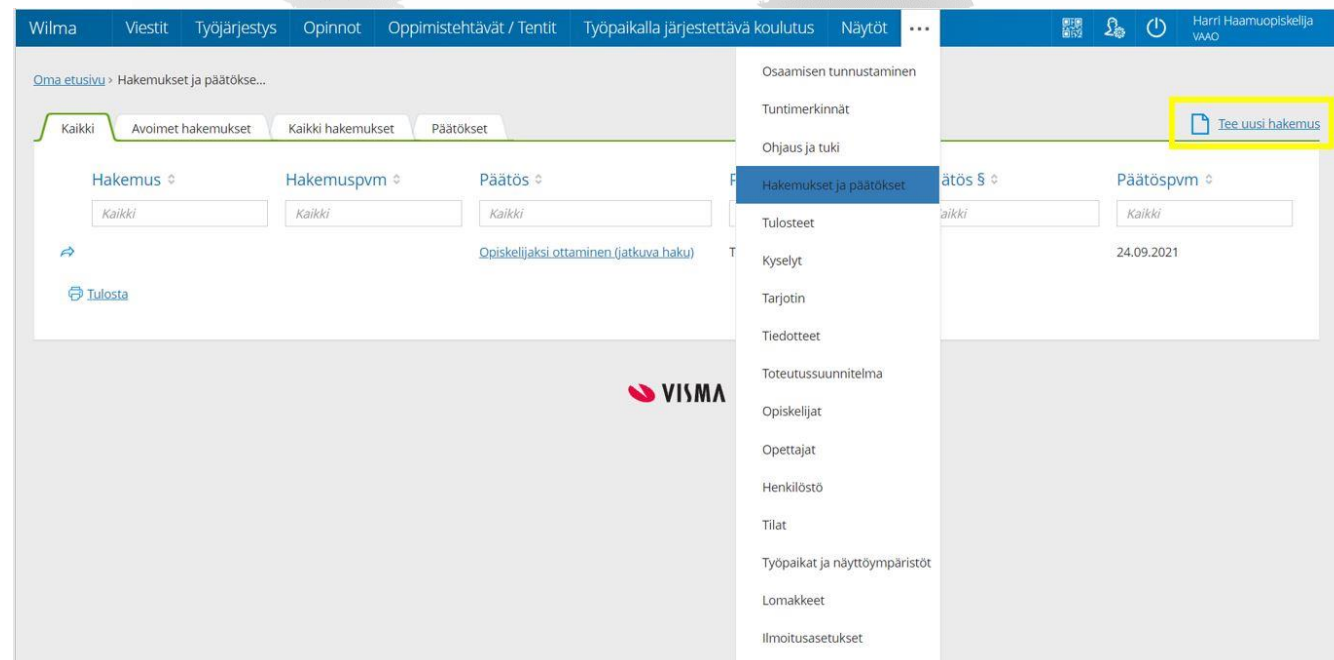 Wilma Viestit Työjärjestys Opinnot Oppimistehtävät / Tentit Työpaikalla järjestettävä koulutus Näytöt ... Harri Haamuopiskelija
VAAO
Oma etusivu > Hakemukset ja päätökse...
Kaikki Avoimet hakemukset Kaikki hakemukset Päätökset
Tee uusi hakemus
Hakemus Hakemuspvm Päätös P ätös § Päätöspvm
Kaikki Kaikki Kaikki aikki Kaikki
Opiskelijaksi ottaminen (jatkuva haku) T 24.09.2021
Tulosta
Osaamisen tunnustaminen
Tuntimerkinnät
Ohjaus ja tuki
Hakemukset ja päätökset
Tulosteet
Kyselyt
Tarjotin
Tiedotteet
Toteutussuunnitelma
Opiskelijat
Opettajat
Henkilöstö
Tilat
Työpaikat ja näyttöympäristöt
Lomakkeet
Ilmoitusasetukset
VISMA